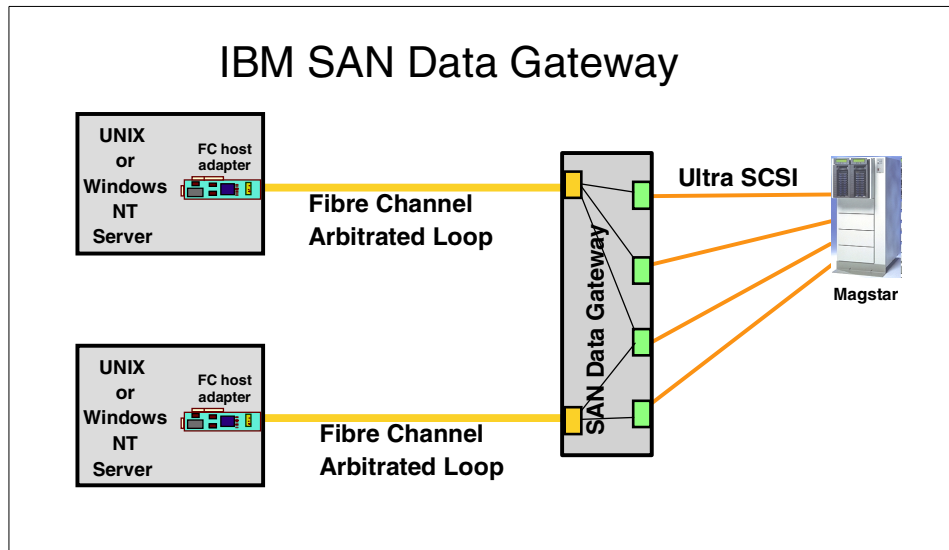 IBM SAN Data Gateway
UNIX
or
Windows
NT
Server
FC host
adapter
Fibre Channel
Arbitrated Loop
SAN Data Gateway
Ultra SCSI
Magstar
UNIX
or
Windows
NT
Server
FC host
adapter
Fibre Channel
Arbitrated Loop